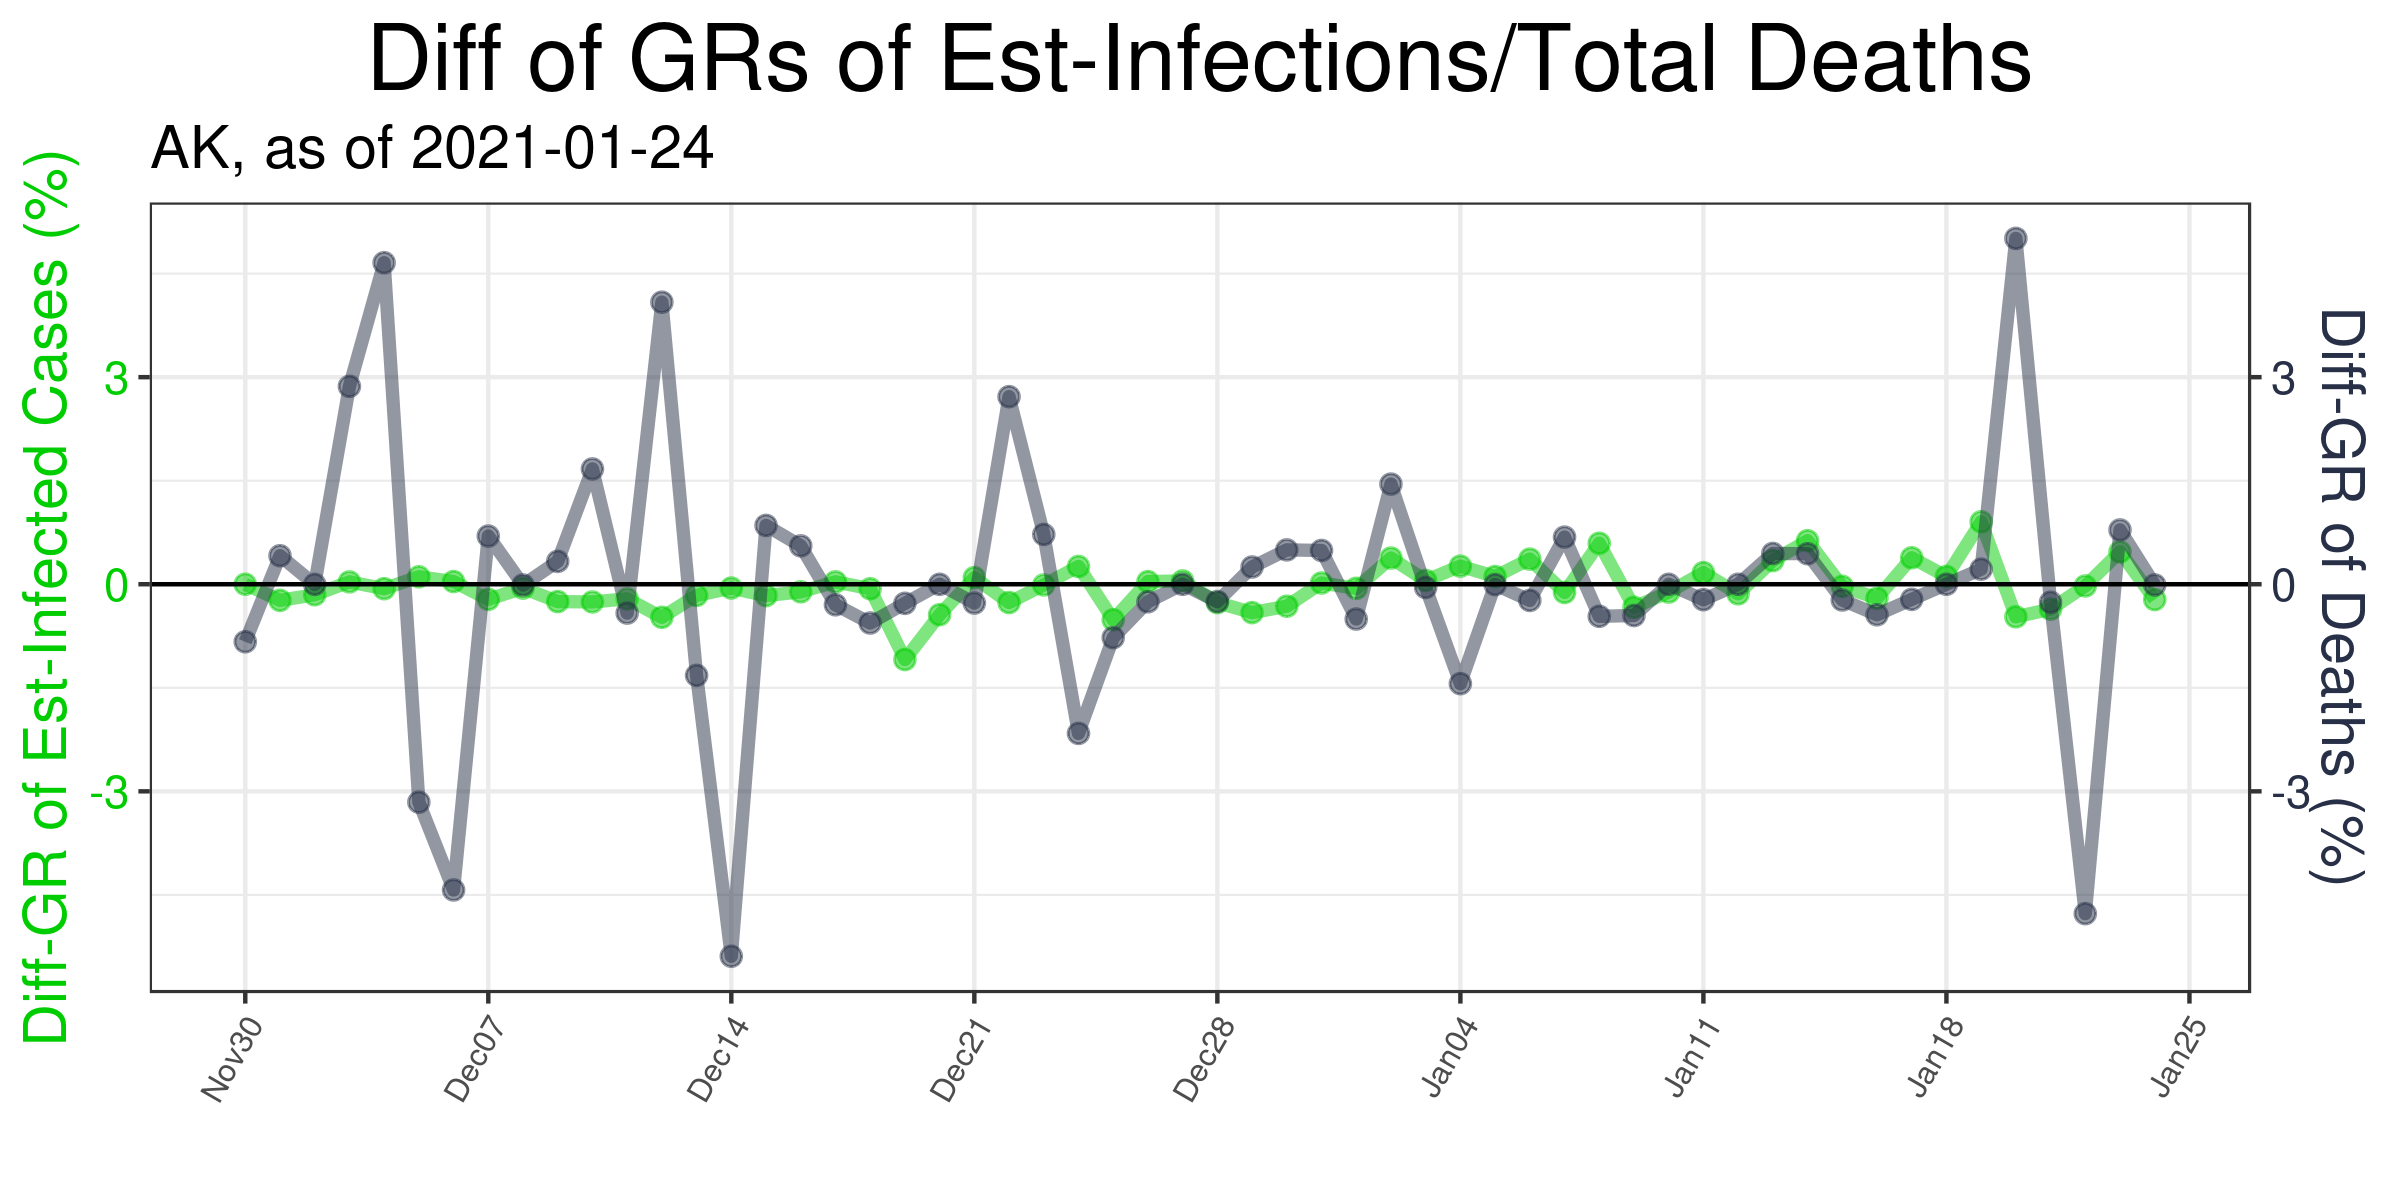 Diff of GRs of Est-Infections/Total Deaths
AK, as of 2021-01-24
Diff-GR of Est-Infected Cases (%)
3
0
-3
3
0
-3
Diff-GR of Deaths (%)
Nov30
Dec07
Dec14
Dec21
Dec28
Jan04
Jan11
Jan18
Jan25